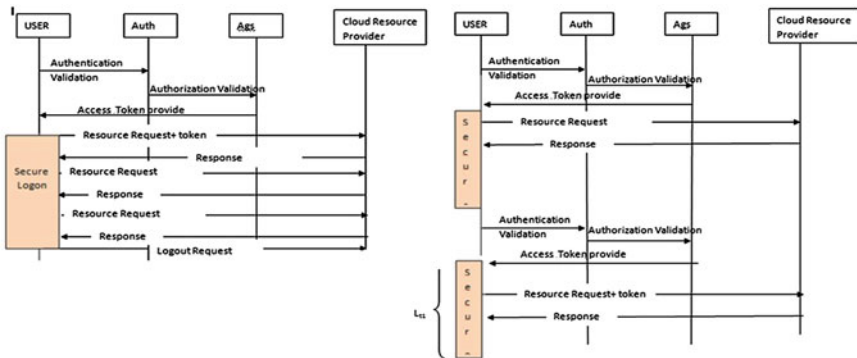 USER
Auth
Ags
Cloud Resource
Provider
Authentication
Validation
Authorization Validation
Access Token provide
Resource Request+ token
Response
Resource Request
Response
Resource Request
Response
Logout Request
Secure
Logon
USER
Auth
Ags
Cloud Resource
Provider
Authentication
Validation
Authorization Validation
Access Token provide
Resource Request
Response
S
e
c
u
r
Authentication
Validation
Authorization Validation
Access Token provide
Resource Request+ token
Response
S
e
c
u
r